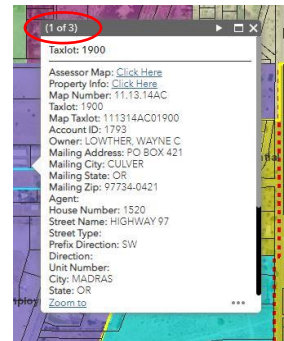 (1 of 3)
Taxlot: 1900
Assessor Map: Click Here
Property Info: Click Here
Map Number: 11.13.14AC
Taxlot: 1900
Map Taxlot: 111314AC01900
Account ID: 1793
Owner: LOWTHER, WAYNE C
Mailing Address: PO BOX 421
Mailing City: CULVER
Mailing State: OR
Mailing Zip: 97734-0421
Agent:
House Number: 1520
Street Name: HIGHWAY 97
Street Type:
Prefix Direction: SW
Direction:
Unit Number:
City: MADRAS
State: OR
Zoom to